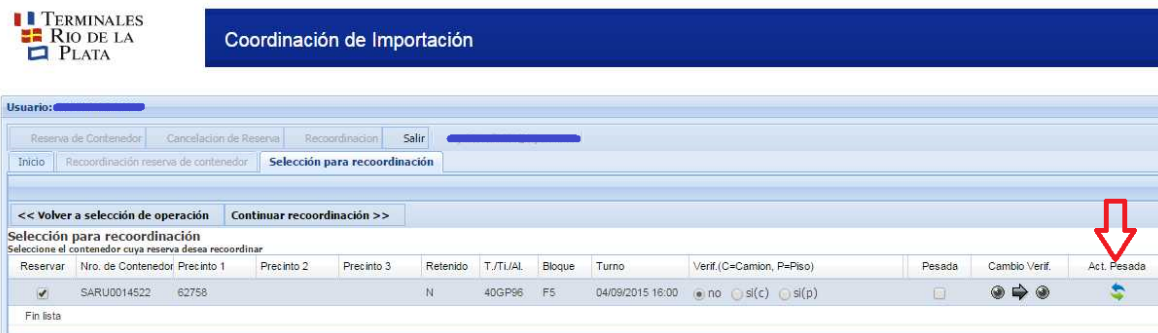 TERMINALES
RIO DE LA
PLATA
Coordinación de Importación
Usuario:
Reserva de Contenedor Cancelacion de Reserva Recoordinacion Salir
Inicio Recoordinación reserva de contenedor Selección para recoordinación
<< Volver a selección de operación Continuar recoordinación >>
Selección para recoordinación
Seleccione el contenedor cuya reserva desea recoordinar
Reservar Nro. de Contenedor Precinto 1 Precinto 2 Precinto 3 Retenido T./Ti./Al. Bloque Turno Verif.(C=Camion, P=Piso) Pesada Cambio Verif. Act. Pesada
SARU0014522 62758 N 40GP96 F5 04/09/2015 16:00 no si(c) si(p)
Fin lista